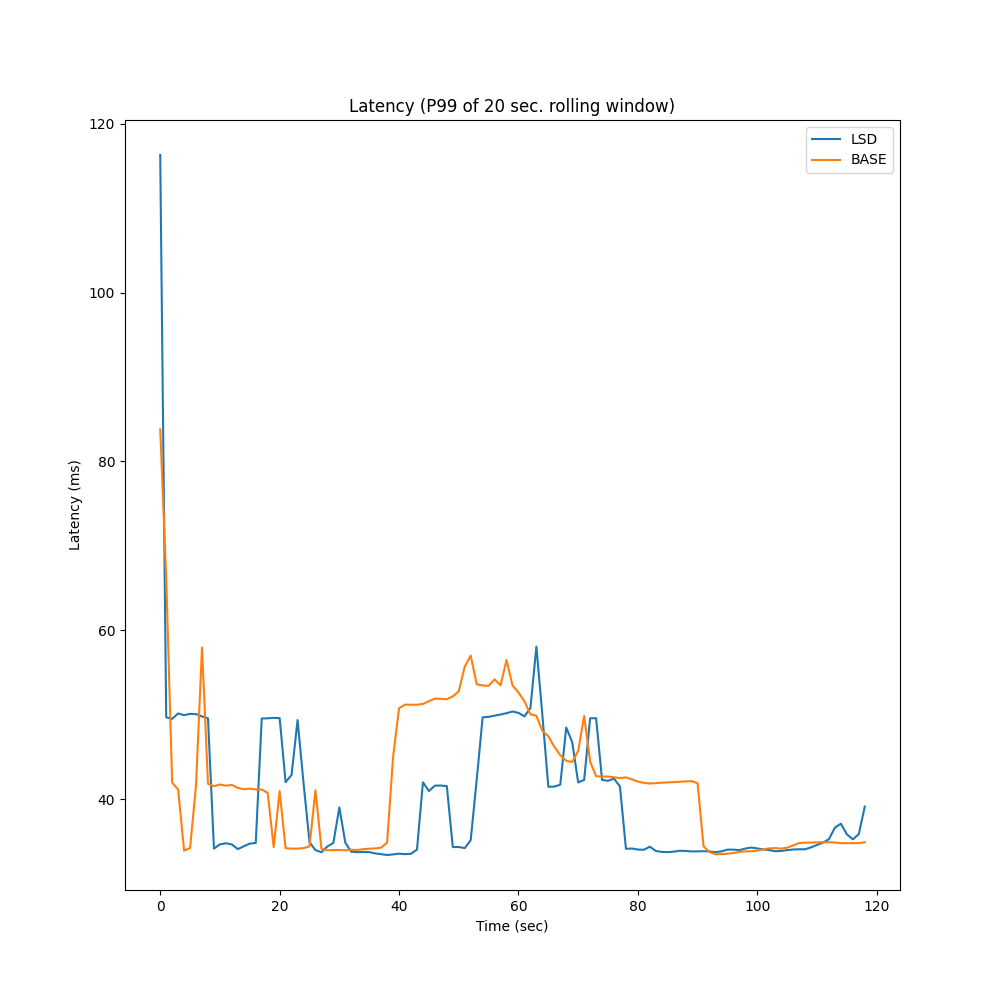 Latency (P99 of 20 sec. rolling window)
LSD
BASE
120
100
80
60
40
Latency (ms)
0 20 40 60 80 100 120
Time (sec)